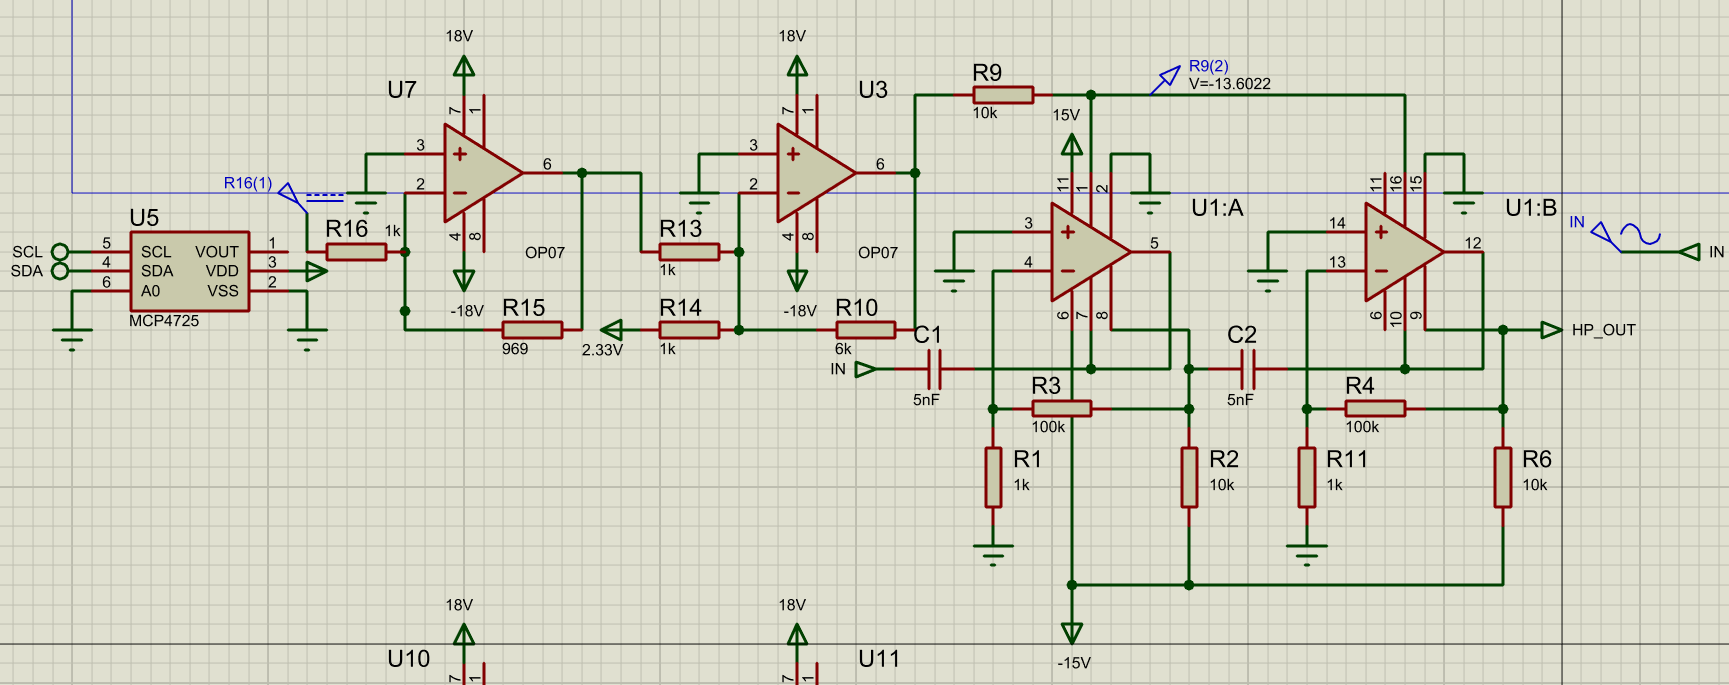 18V
U7
7
1
3
6
2
4
8
OP07
-18V
R16(1)
R16
1k
U5
SCL
SDA
5
4
6
SCL
SDA
A0
VOUT
VDD
VSS
1
3
2
MCP4725
R15
969
18V
U3
7
1
3
6
2
4
8
OP07
-18V
R13
1k
R14
1k
2.33V
R10
6k
R9
10k
R9(2)
V=-13.6022
15V
11
1
2
3
4
5
6
7
8
U1:A
IN
C1
5nF
R3
100k
R1
1k
R2
10k
-15V
11
16
15
14
13
12
6
10
9
U1:B
C2
5nF
R4
100k
R11
1k
R6
10k
HP_OUT
IN
IN
18V
U10
7
1
18V
U11
7
1